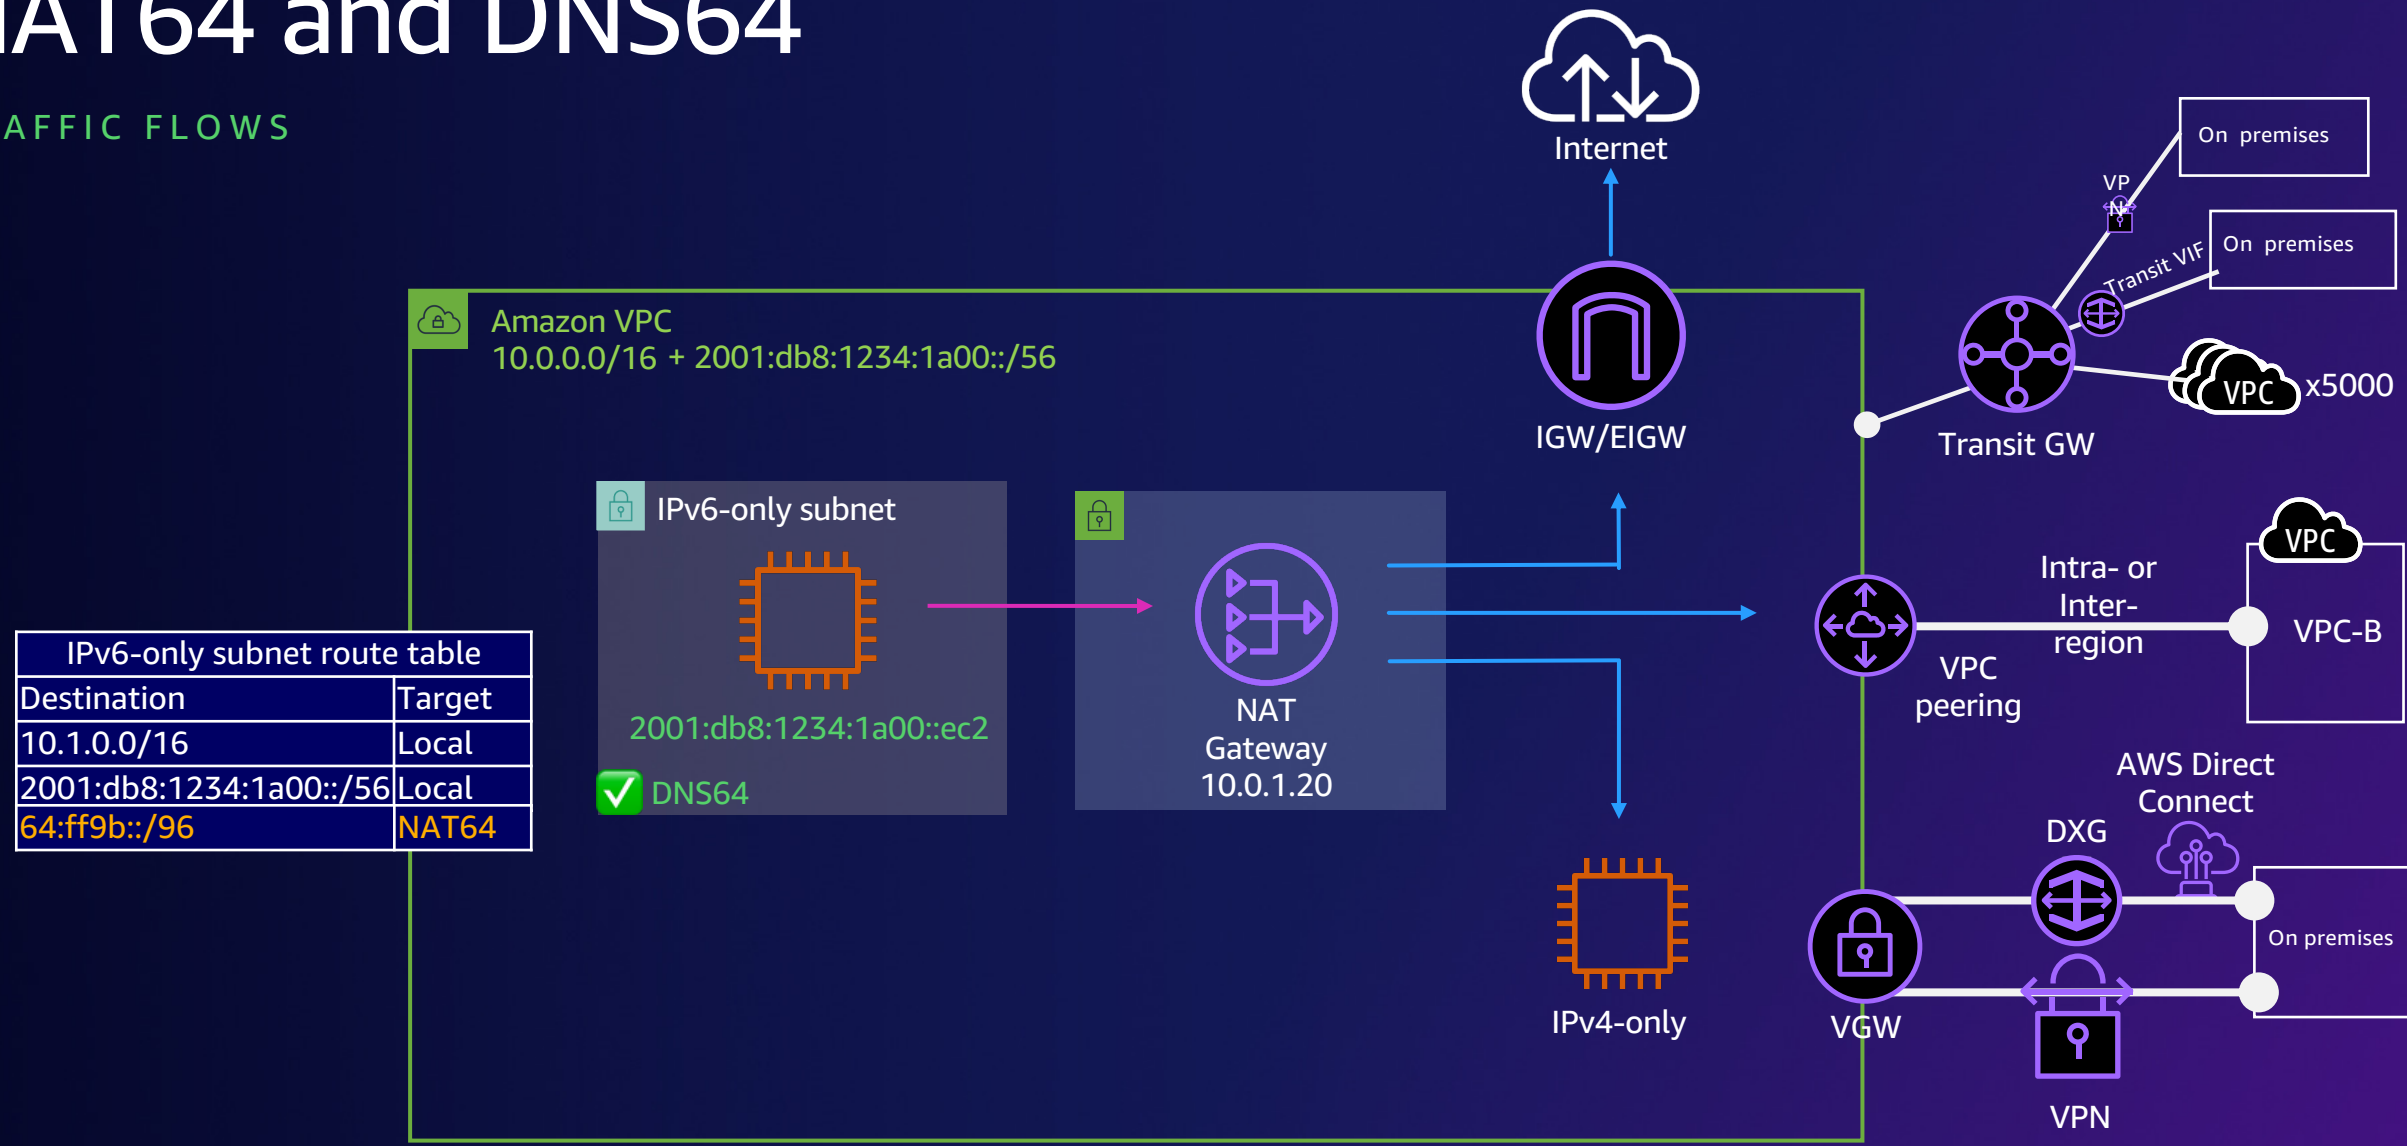 NAT64 and DNS64
AFFIC FLOWS
Internet
On premises
VP
N
On premises
Transit VIF
Amazon VPC
10.0.0.0/16 + 2001:db8:1234:1a00::/56
VPC
x5000
IGW/EIGW
Transit GW
IPv6-only subnet
VPC
Intra- or
Inter-
region
VPC-B
IPv6-only subnet route table
Destination Target
10.1.0.0/16 Local
2001:db8:1234:1a00::/56 Local
64:ff9b::/96 NAT64
2001:db8:1234:1a00::ec2
DNS64
NAT
Gateway
10.0.1.20
VPC
peering
AWS Direct
Connect
DXG
On premises
IPv4-only
VGW
VPN